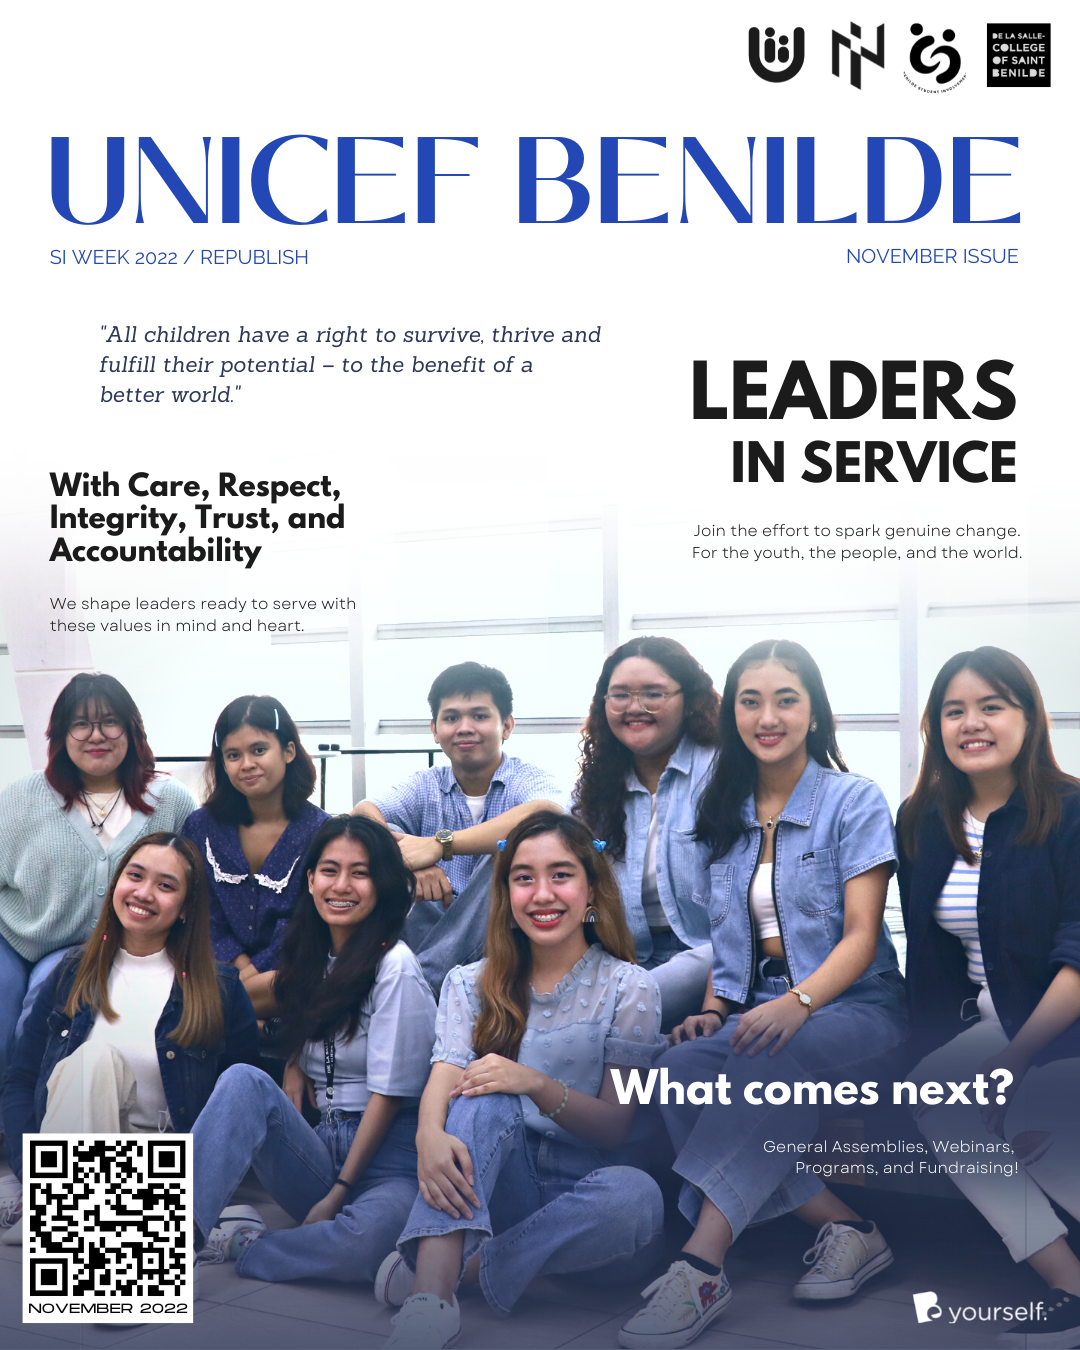 DE LA SALLE-
COLLEGE
OF SAINT
BENILDE
BENILDE STUDENT INVOLVEMENT
UNICEF BENILDE
SI WEEK 2022 / REPUBLISH
NOVEMBER ISSUE
"All children have a right to survive, thrive and
fulfill their potential – to the benefit of a
better world."
LEADERS
IN SERVICE
Join the effort to spark genuine change.
For the youth, the people, and the world.
With Care, Respect,
Integrity, Trust, and
Accountability
We shape leaders ready to serve with
these values in mind and heart.
What comes next?
General Assemblies, Webinars,
Programs, and Fundraising!
NOVEMBER 2022
Be yourself.